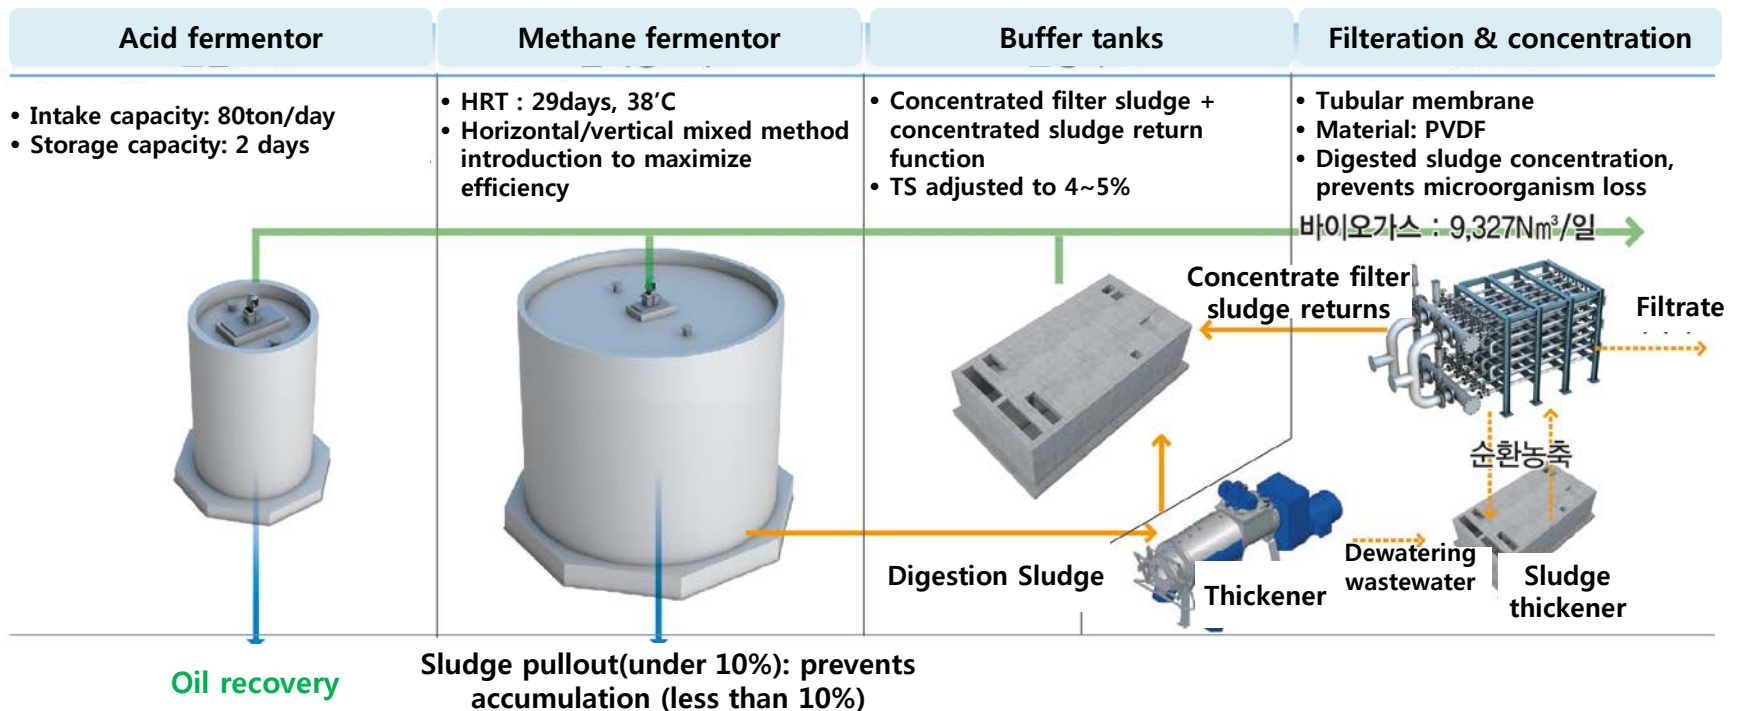 Acid fermentor
Methane fermentor
Buffer tanks
Filteration & concentration
• Intake capacity: 80ton/day
• Storage capacity: 2 days
• HRT : 29days, 38’C
• Horizontal/vertical mixed method
introduction to maximize
efficiency
• Concentrated filter sludge +
concentrated sludge return
function
• TS adjusted to 4~5%
• Tubular membrane
• Material: PVDF
• Digested sludge concentration,
prevents microorganism loss
바이오가스 : 9,327Nm³/일
Concentrate filter
sludge returns
Filtrate
순환농축
Digestion Sludge
Thickener
Dewatering
wastewater
Sludge
thickener
Oil recovery
Sludge pullout(under 10%): prevents
accumulation (less than 10%)